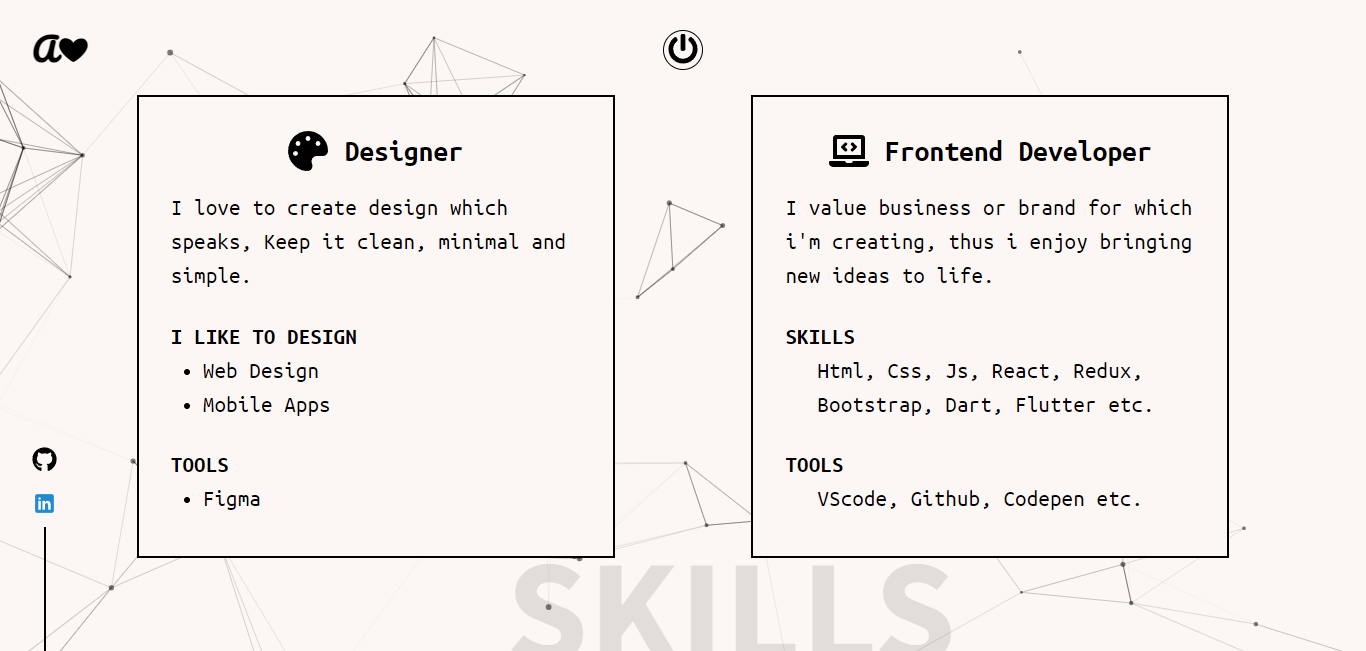 a
Designer
I love to create design which
speaks, Keep it clean, minimal and
simple.
I LIKE TO DESIGN
• Web Design
• Mobile Apps
TOOLS
• Figma
Frontend Developer
I value business or brand for which
i'm creating, thus i enjoy bringing
new ideas to life.
SKILLS
Html, Css, Js, React, Redux,
Bootstrap, Dart, Flutter etc.
TOOLS
VScode, Github, Codepen etc.
in
SKILLS